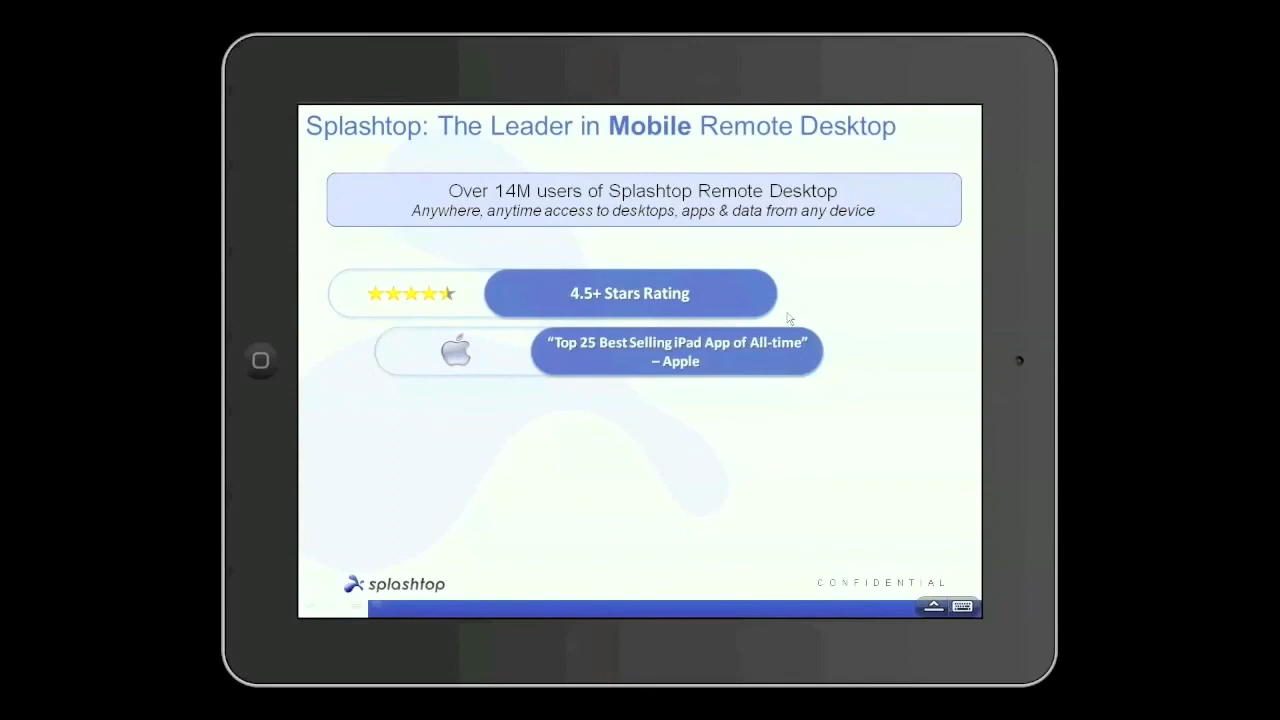 Splashtop: The Leader in Mobile Remote Desktop
Over 14M users of Splashtop Remote Desktop
Anywhere, anytime access to desktops, apps & data from any device
4.5+ Stars Rating
“Top 25 Best Selling iPad App of All-time”
– Apple
splashtop
CONFIDENTIAL